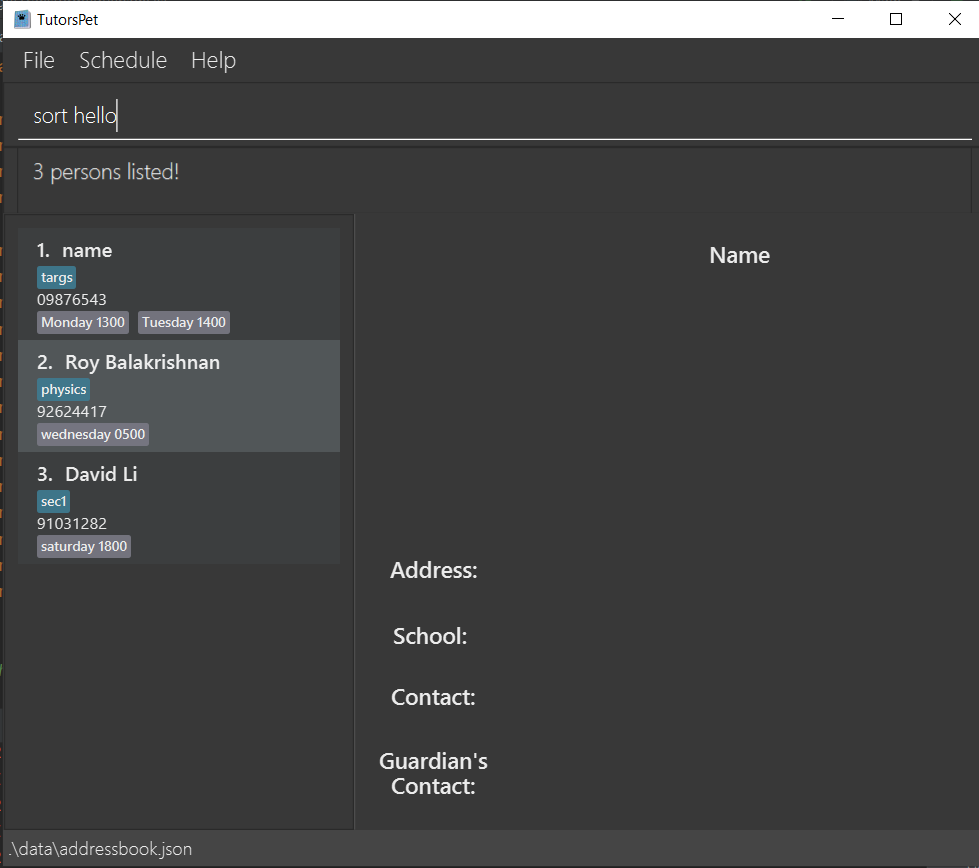 TutorsPet
File Schedule Help
sort hello
3 persons listed!
1. name
targs
09876543
Monday 1300 Tuesday 1400
2. Roy Balakrishnan
physics
92624417
wednesday 0500
3. David Li
sec1
91031282
saturday 1800
Name
Address:
School:
Contact:
Guardian's
Contact:
.\data\addressbook.json